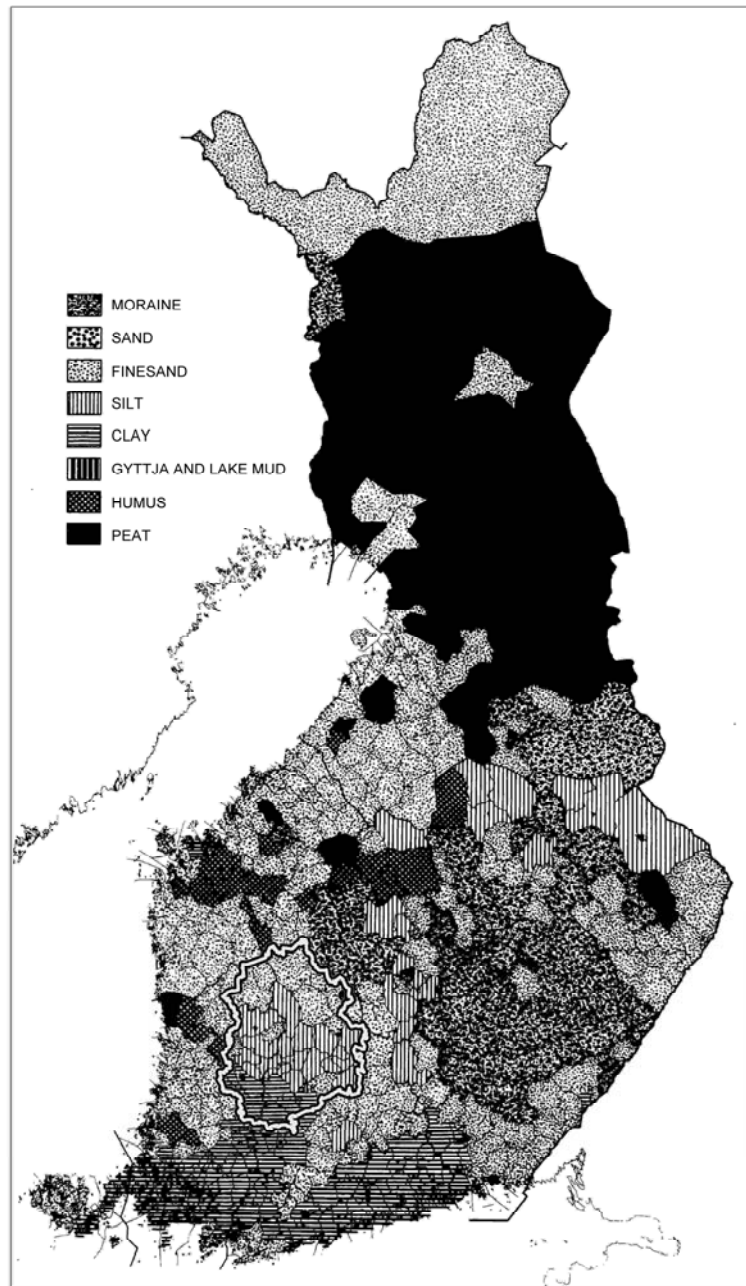 MORAINE
SAND
FINESAND
SILT
CLAY
GYTTJA AND LAKE MUD
HUMUS
PEAT